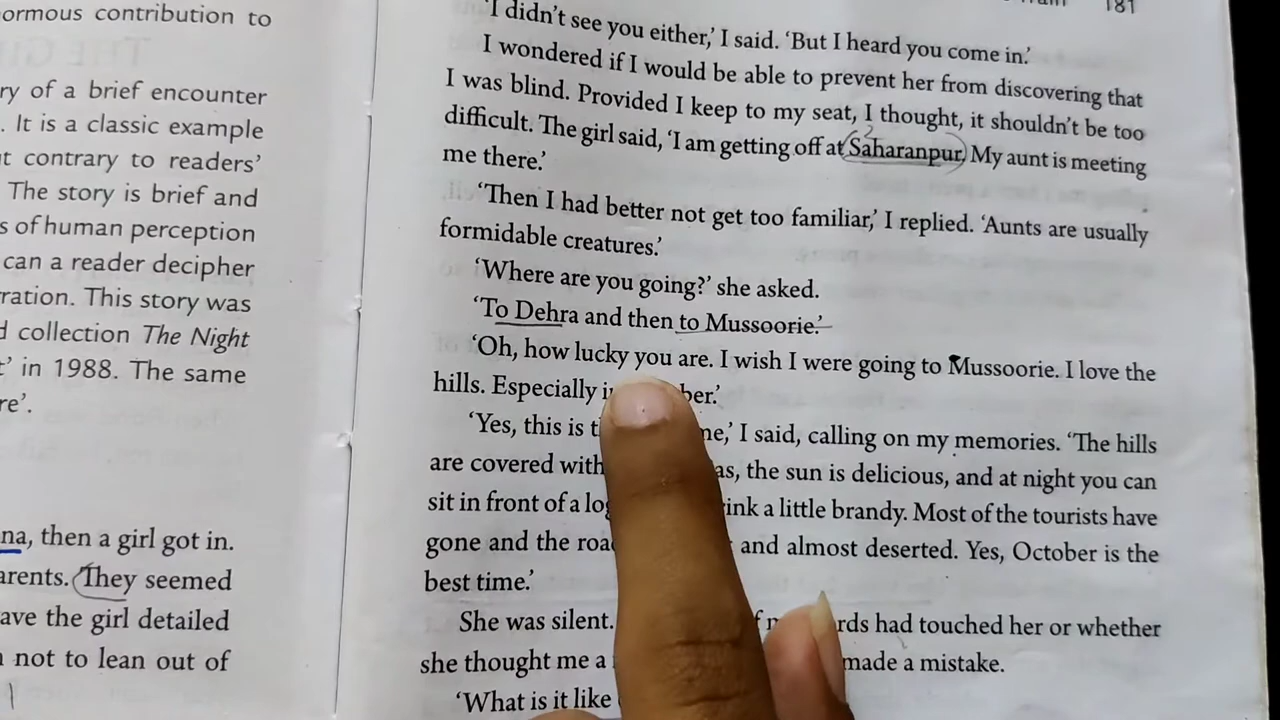 ormous contribution to
ry of a brief encounter
. It is a classic example
t contrary to readers'
The story is brief and
s of human perception
can a reader decipher
ration. This story was
d collection The Night
t' in 1988. The same
re'.
na, then a girl got in.
arents. They seemed
ave the girl detailed
not to lean out of
181
'I didn't see you either,' I said. 'But I heard you come in.'
I wondered if I would be able to prevent her from discovering that
I was blind. Provided I keep to my seat, I thought, it shouldn't be too
difficult. The girl said, 'I am getting off at Saharanpur. My aunt is meeting
me there.'
'Then I had better not get too familiar,' I replied. 'Aunts are usually
formidable creatures.'
'Where are you going?' she asked.
'To Dehra and then to Mussoorie.'
'Oh, how lucky you are. I wish I were going to Mussoorie. I love the
hills. Especially i ber.'
'Yes, this is t me,' I said, calling on my memories. 'The hills
are covered with as, the sun is delicious, and at night you can
sit in front of a log ink a little brandy. Most of the tourists have
gone and the roa and almost deserted. Yes, October is the
best time.'
She was silent. rds had touched her or whether
she thought me a made a mistake.
'What is it like